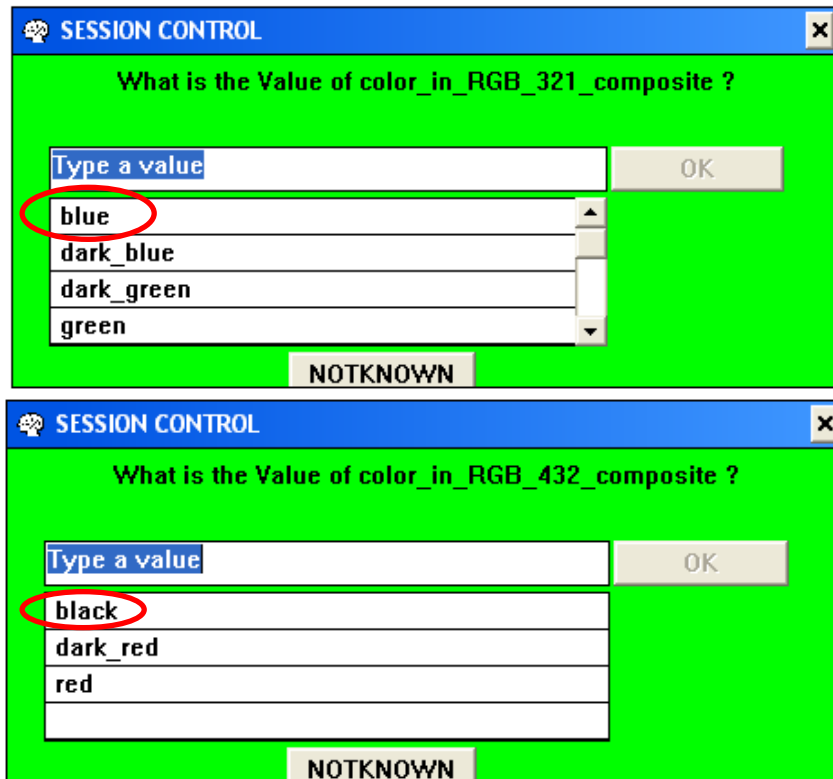 SESSION CONTROL
What is the Value of color_in_RGB_321_composite ?
Type a value
OK
blue
dark_blue
dark_green
green
NOTKNOWN
SESSION CONTROL
What is the Value of color_in_RGB_432_composite ?
Type a value
OK
black
dark_red
red
NOTKNOWN